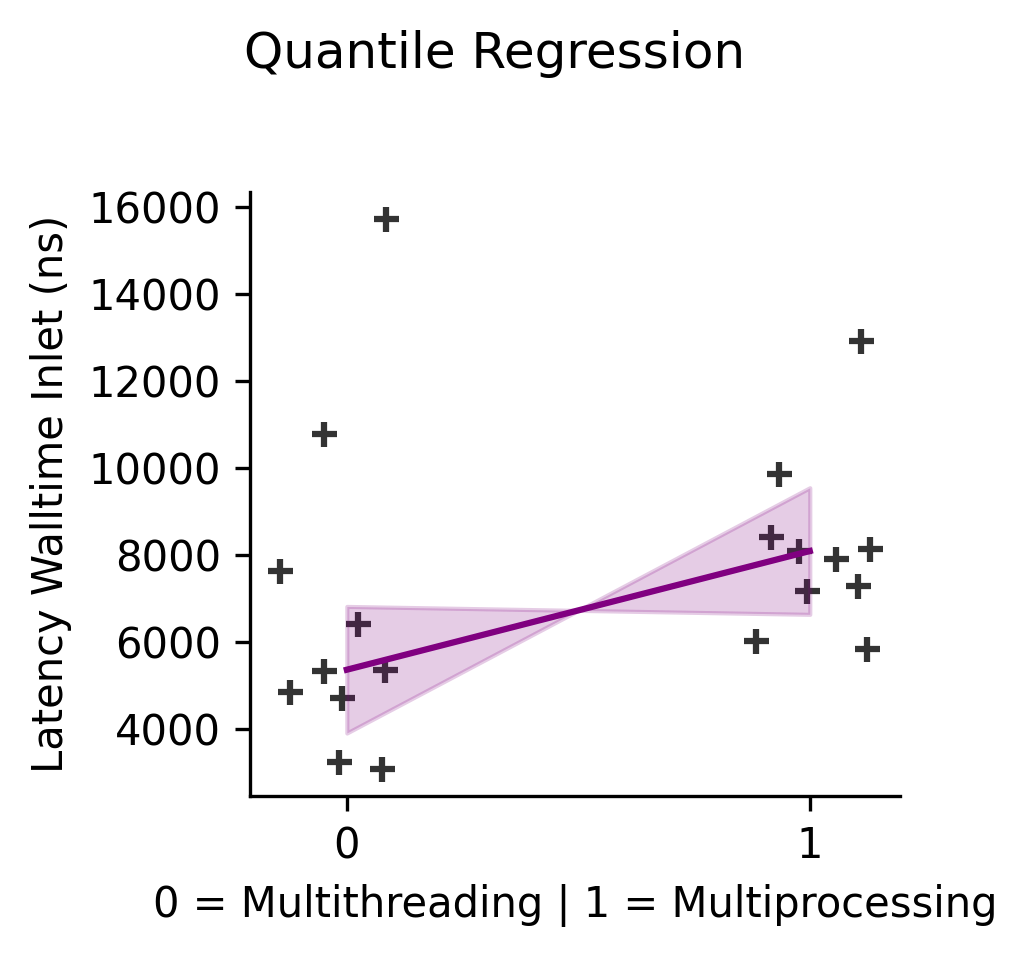 Quantile Regression
Latency Walltime Inlet (ns)
16000
14000
12000
10000
8000
6000
4000
0 1
0 = Multithreading | 1 = Multiprocessing